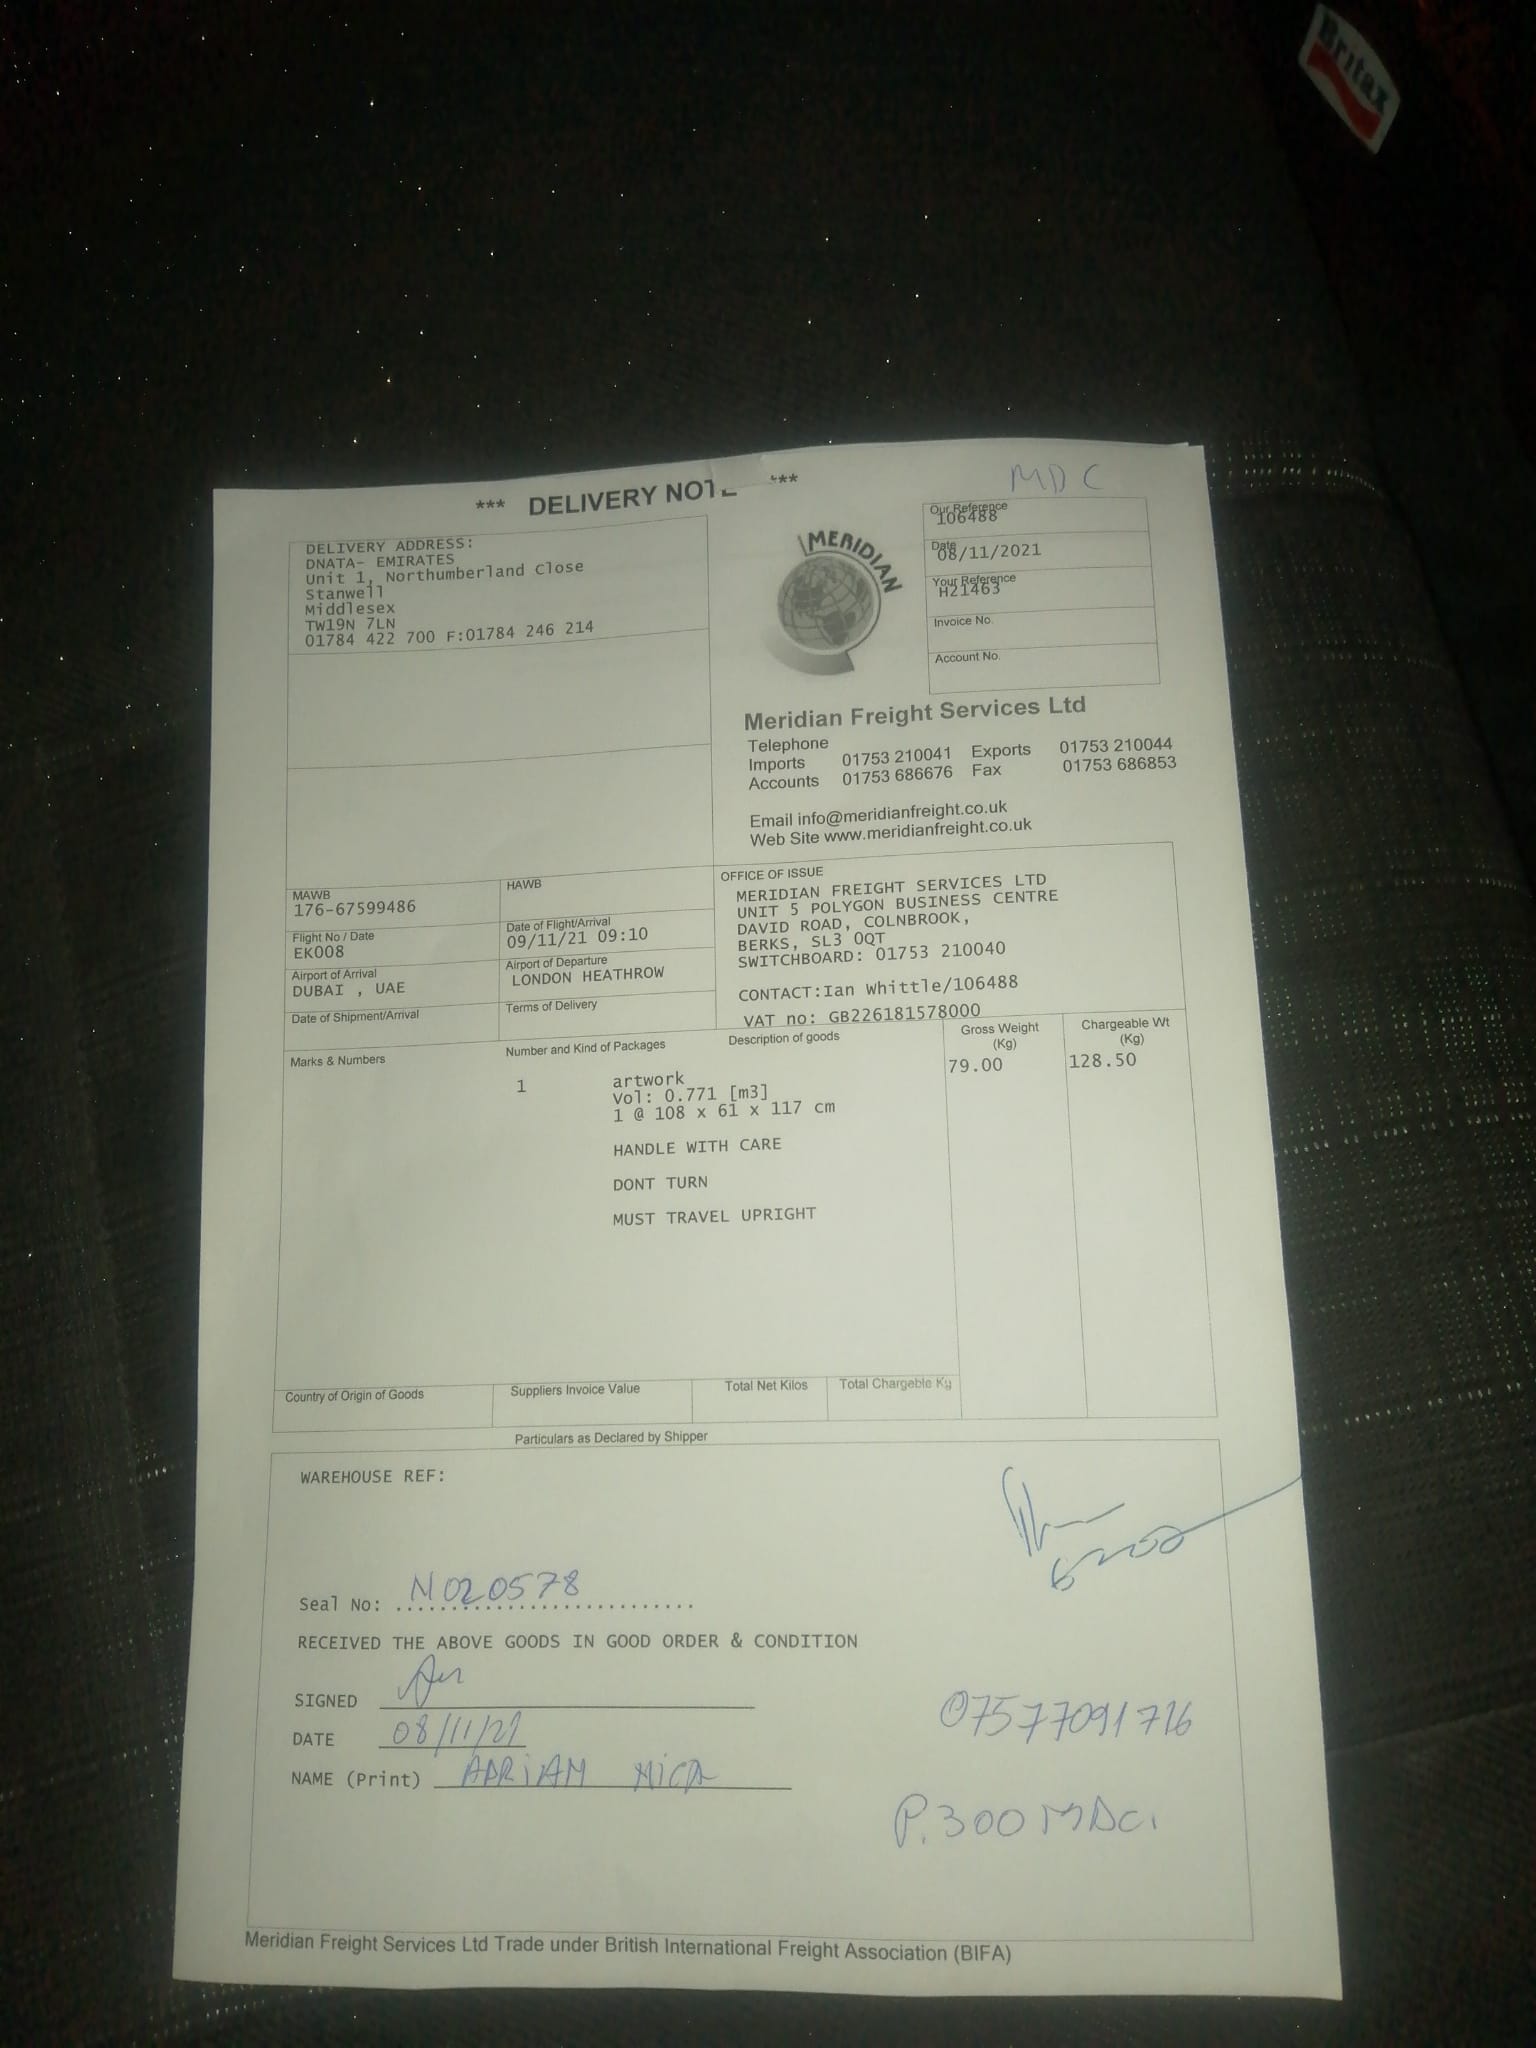 Britax
MDC
*** DELIVERY NOTE ***
DELIVERY ADDRESS:
DNATA- EMIRATES
Unit 1, Northumberland Close
Stanwell
Middlesex
TW19N 7LN
01784 422 700 F:01784 246 214
MERIDIAN
Our Reference
106488
Date
08/11/2021
Your Reference
H21463
Invoice No.
Account No.
Meridian Freight Services Ltd
Telephone
Imports 01753 210041 Exports 01753 210044
Accounts 01753 686676 Fax 01753 686853
Email info@meridianfreight.co.uk
Web Site www.meridianfreight.co.uk
MAWB
176-67599486
HAWB
Flight No / Date
EK008
Date of Flight/Arrival
09/11/21 09:10
Airport of Arrival
DUBAI , UAE
Airport of Departure
LONDON HEATHROW
Date of Shipment/Arrival
Terms of Delivery
OFFICE OF ISSUE
MERIDIAN FREIGHT SERVICES LTD
UNIT 5 POLYGON BUSINESS CENTRE
DAVID ROAD, COLNBROOK,
BERKS, SL3 0QT
SWITCHBOARD: 01753 210040
CONTACT:Ian Whittle/106488
VAT no: GB226181578000
Marks & Numbers
Number and Kind of Packages
Description of goods
Gross Weight
(Kg)
Chargeable Wt
(Kg)
1 artwork 79.00 128.50
Vol: 0.771 [m3]
1 @ 108 x 61 x 117 cm
HANDLE WITH CARE
DONT TURN
MUST TRAVEL UPRIGHT
Country of Origin of Goods
Suppliers Invoice Value
Total Net Kilos
Total Chargeble Kg
Particulars as Declared by Shipper
WAREHOUSE REF:
Seal No: N020578
RECEIVED THE ABOVE GOODS IN GOOD ORDER & CONDITION
SIGNED
DATE 08/11/21
NAME (Print) ADRIAM MICA
07577091716
P.300 MDC.
Meridian Freight Services Ltd Trade under British International Freight Association (BIFA)